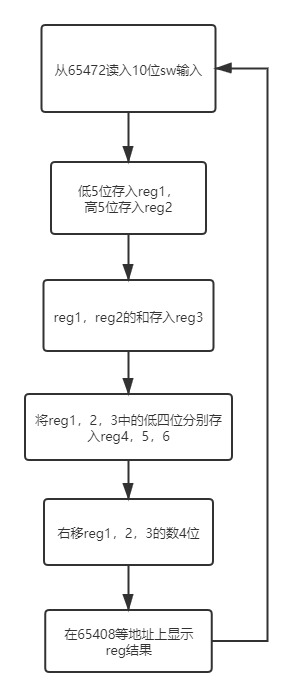 从65472读入10位sw输入
低5位存入reg1，
高5位存入reg2
reg1，reg2的和存入reg3
将reg1，2，3中的低四位分别存
入reg4，5，6
右移reg1，2，3的数4位
在65408等地址上显示
reg结果